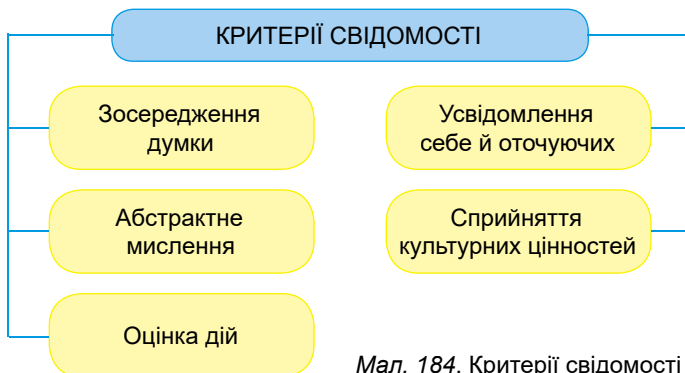 КРИТЕРІЇ СВІДОМОСТІ
Зосередження
думки
Усвідомлення
себе й оточуючих
Абстрактне
мислення
Сприйняття
культурних цінностей
Оцінка дій
Мал. 184. Критерії свідомості